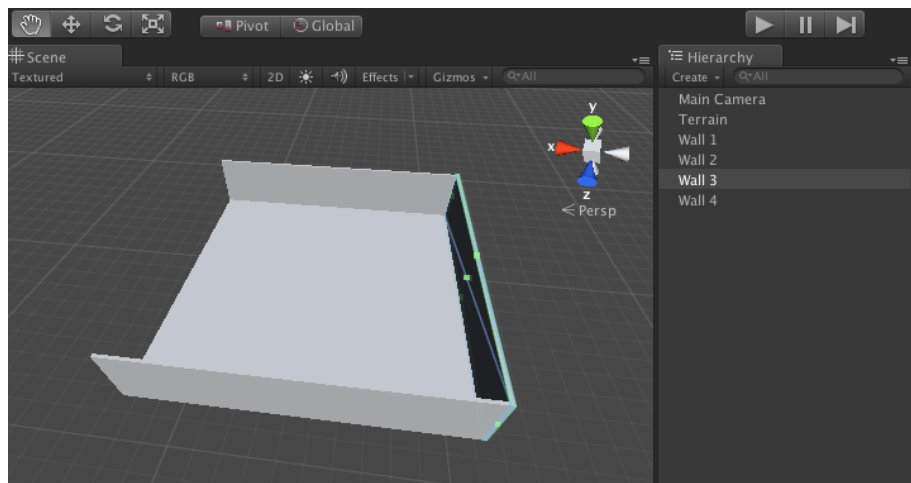 Pivot Global
Scene
Textured RGB 2D Effects Gizmos All
y
x
z
Persp
Hierarchy
Create All
Main Camera
Terrain
Wall 1
Wall 2
Wall 3
Wall 4